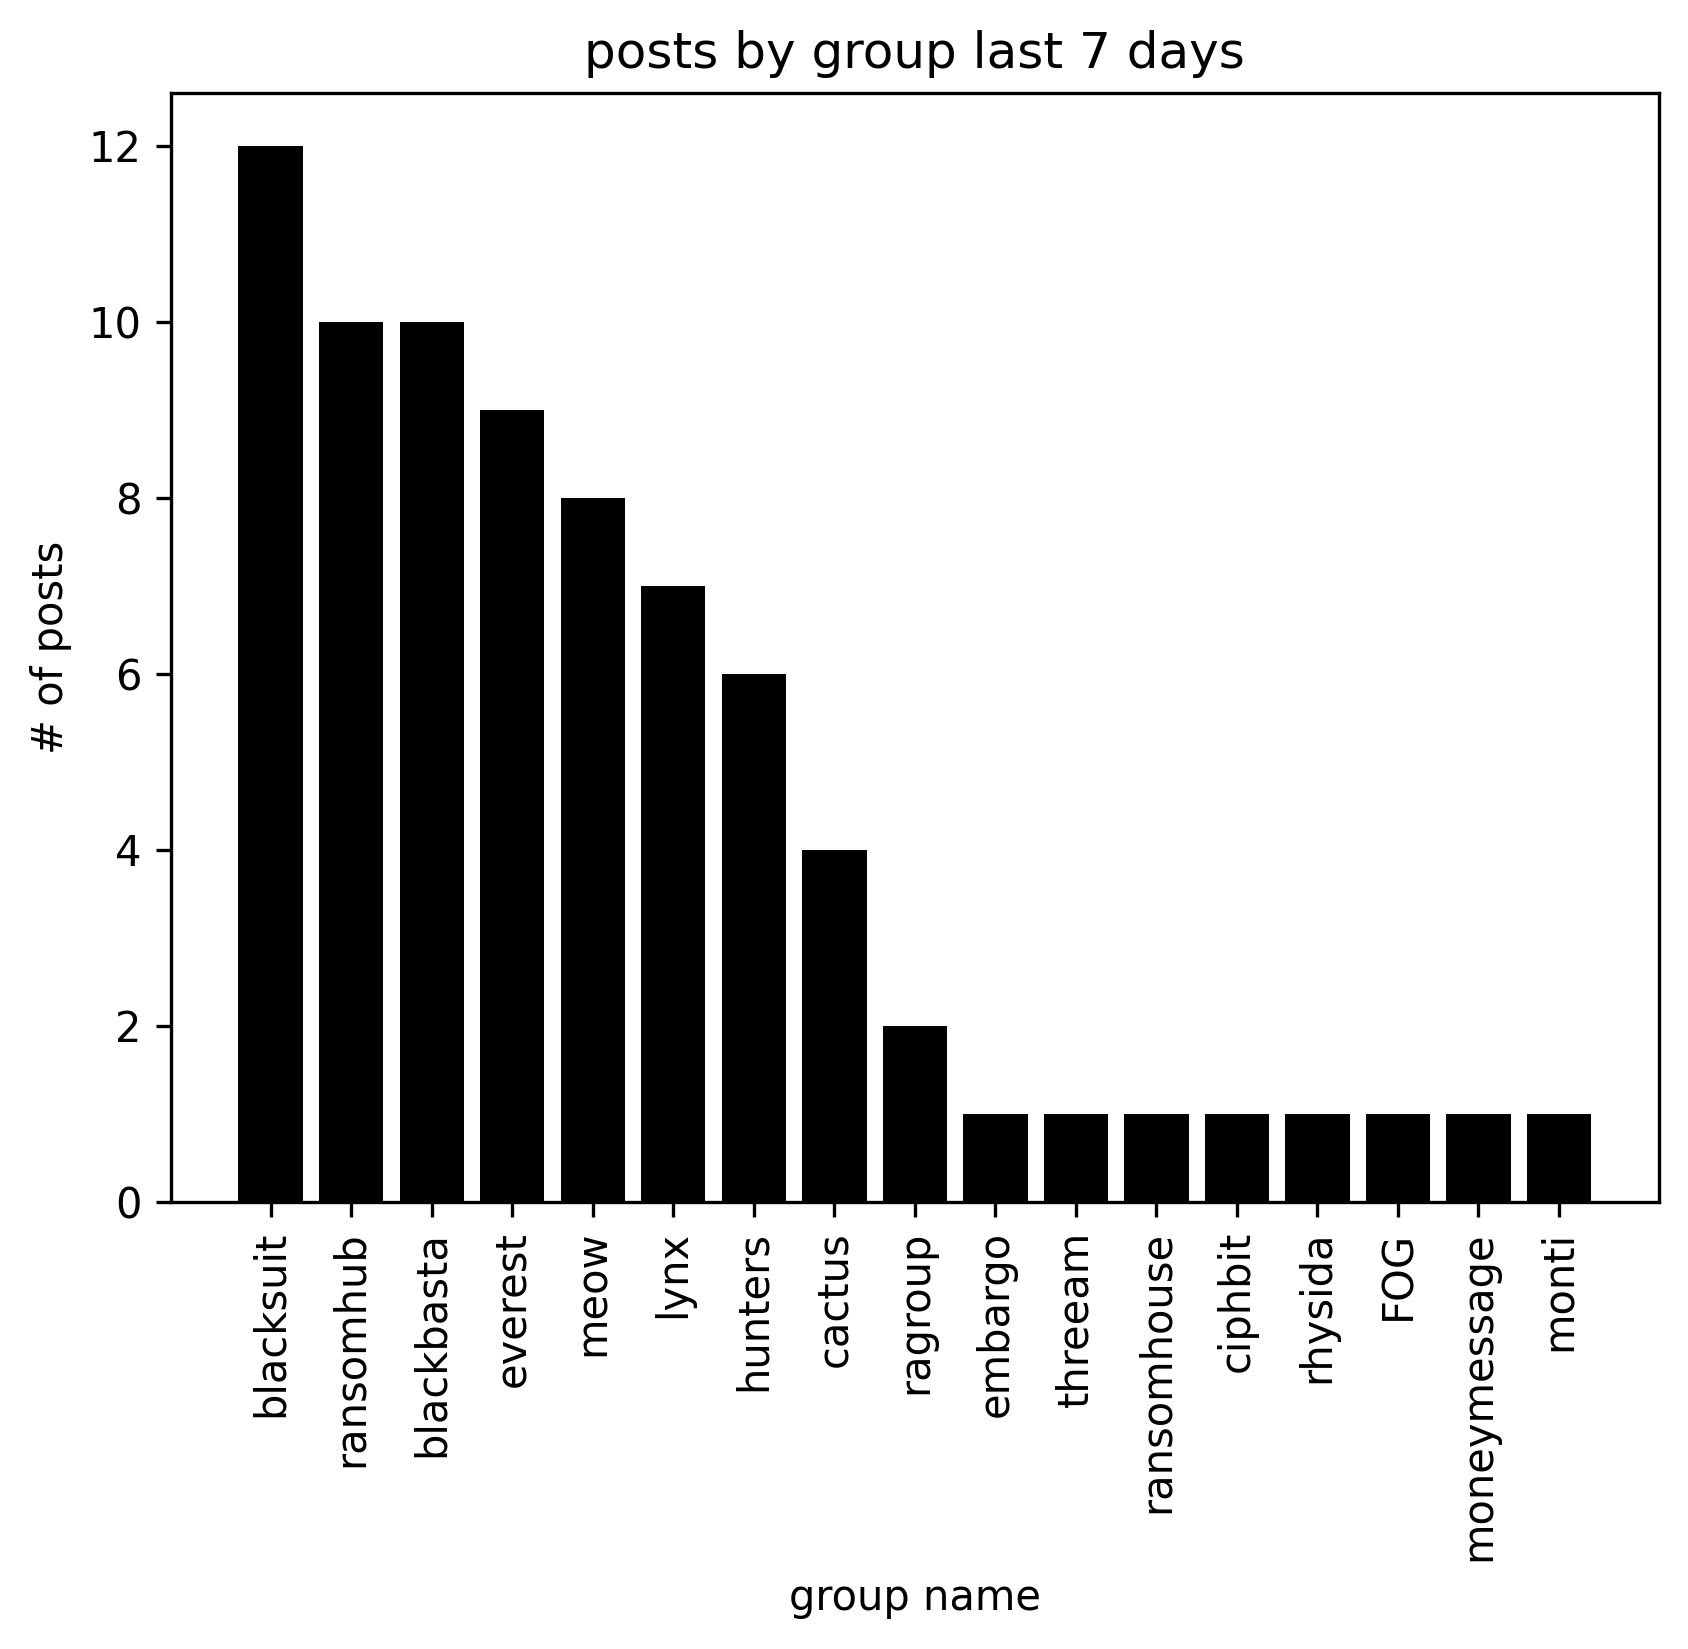 posts by group last 7 days
12
10
8
6
4
2
0
# of posts
blacksuit
ransomhub
blackbasta
everest
meow
lynx
hunters
cactus
ragroup
embargo
threeam
ransomhouse
ciphbit
rhysida
FOG
moneymessage
monti
group name